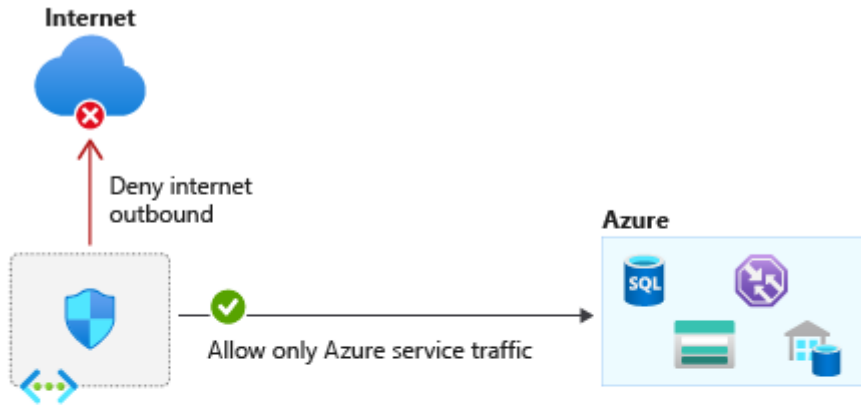 Internet
Deny internet
outbound
Azure
SQL
Allow only Azure service traffic